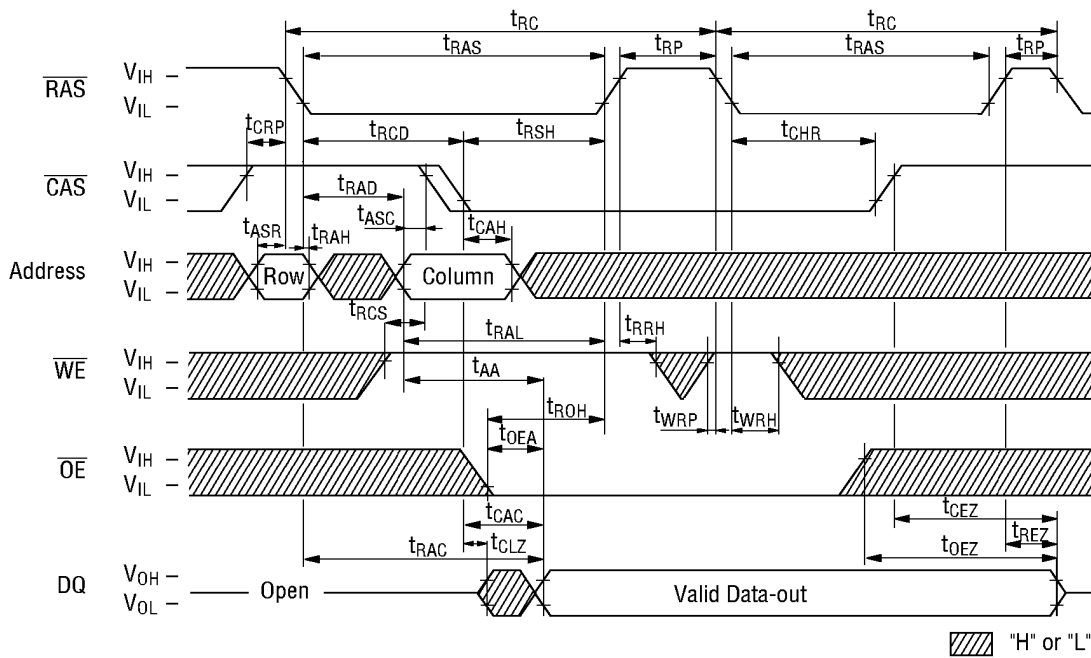 tRC tRC
tRAS tRP tRAS tRP
RAS VIH
VIL
tCRP tRCD tRSH tCHR
CAS VIH
VIL
tRAD
tASC
tASR tRAH tCAH
Address VIH
VIL
Row Column
tRCS
tRAL tRRH
WE VIH
VIL
tAA
tROH
tWRP tWRH
tOEA
OE VIH
VIL
tCAC tCEZ
tRAC tCLZ tREZ
tOEZ
DQ VOH
VOL
Open Valid Data-out
"H" or "L"